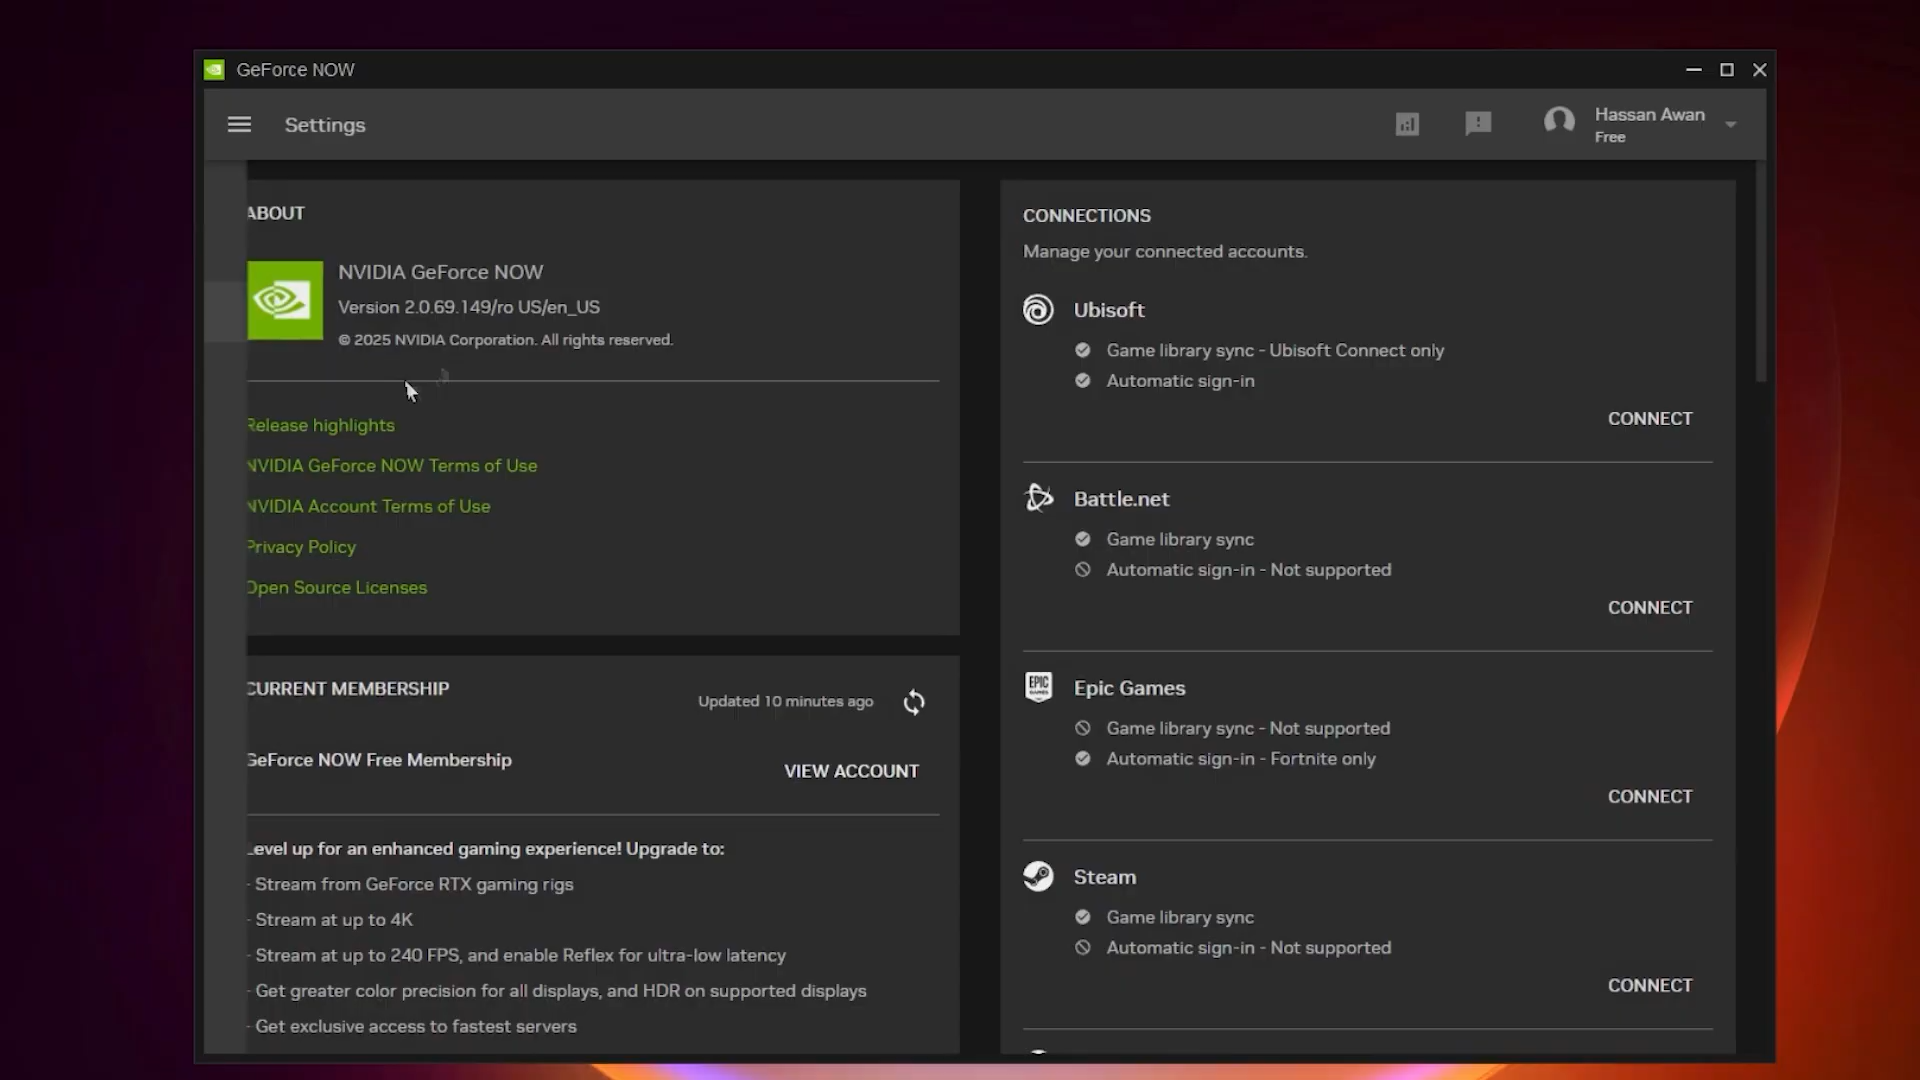 GeForce NOW
Settings
Hassan Awan
Free
ABOUT
NVIDIA GeForce NOW
Version 2.0.69.149/ro US/en_US
© 2025 NVIDIA Corporation. All rights reserved.
Release highlights
NVIDIA GeForce NOW Terms of Use
NVIDIA Account Terms of Use
Privacy Policy
Open Source Licenses
CURRENT MEMBERSHIP
Updated 10 minutes ago
GeForce NOW Free Membership
VIEW ACCOUNT
Level up for an enhanced gaming experience! Upgrade to:
- Stream from GeForce RTX gaming rigs
- Stream at up to 4K
- Stream at up to 240 FPS, and enable Reflex for ultra-low latency
- Get greater color precision for all displays, and HDR on supported displays
- Get exclusive access to fastest servers
CONNECTIONS
Manage your connected accounts.
Ubisoft
Game library sync - Ubisoft Connect only
Automatic sign-in
CONNECT
Battle.net
Game library sync
Automatic sign-in - Not supported
CONNECT
EPIC
GAMES
Epic Games
Game library sync - Not supported
Automatic sign-in - Fortnite only
CONNECT
Steam
Game library sync
Automatic sign-in - Not supported
CONNECT